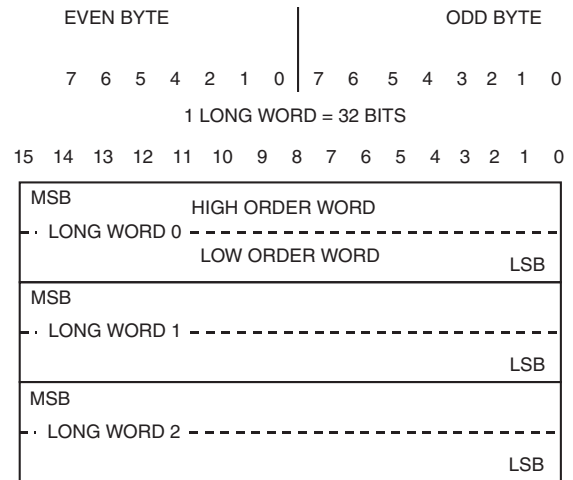 EVEN BYTE ODD BYTE
7 6 5 4 2 1 0 7 6 5 4 3 2 1 0
1 LONG WORD = 32 BITS
15 14 13 12 11 10 9 8 7 6 5 4 3 2 1 0
MSB
HIGH ORDER WORD
LONG WORD 0
LOW ORDER WORD
LSB
MSB
LONG WORD 1
LSB
MSB
LONG WORD 2
LSB